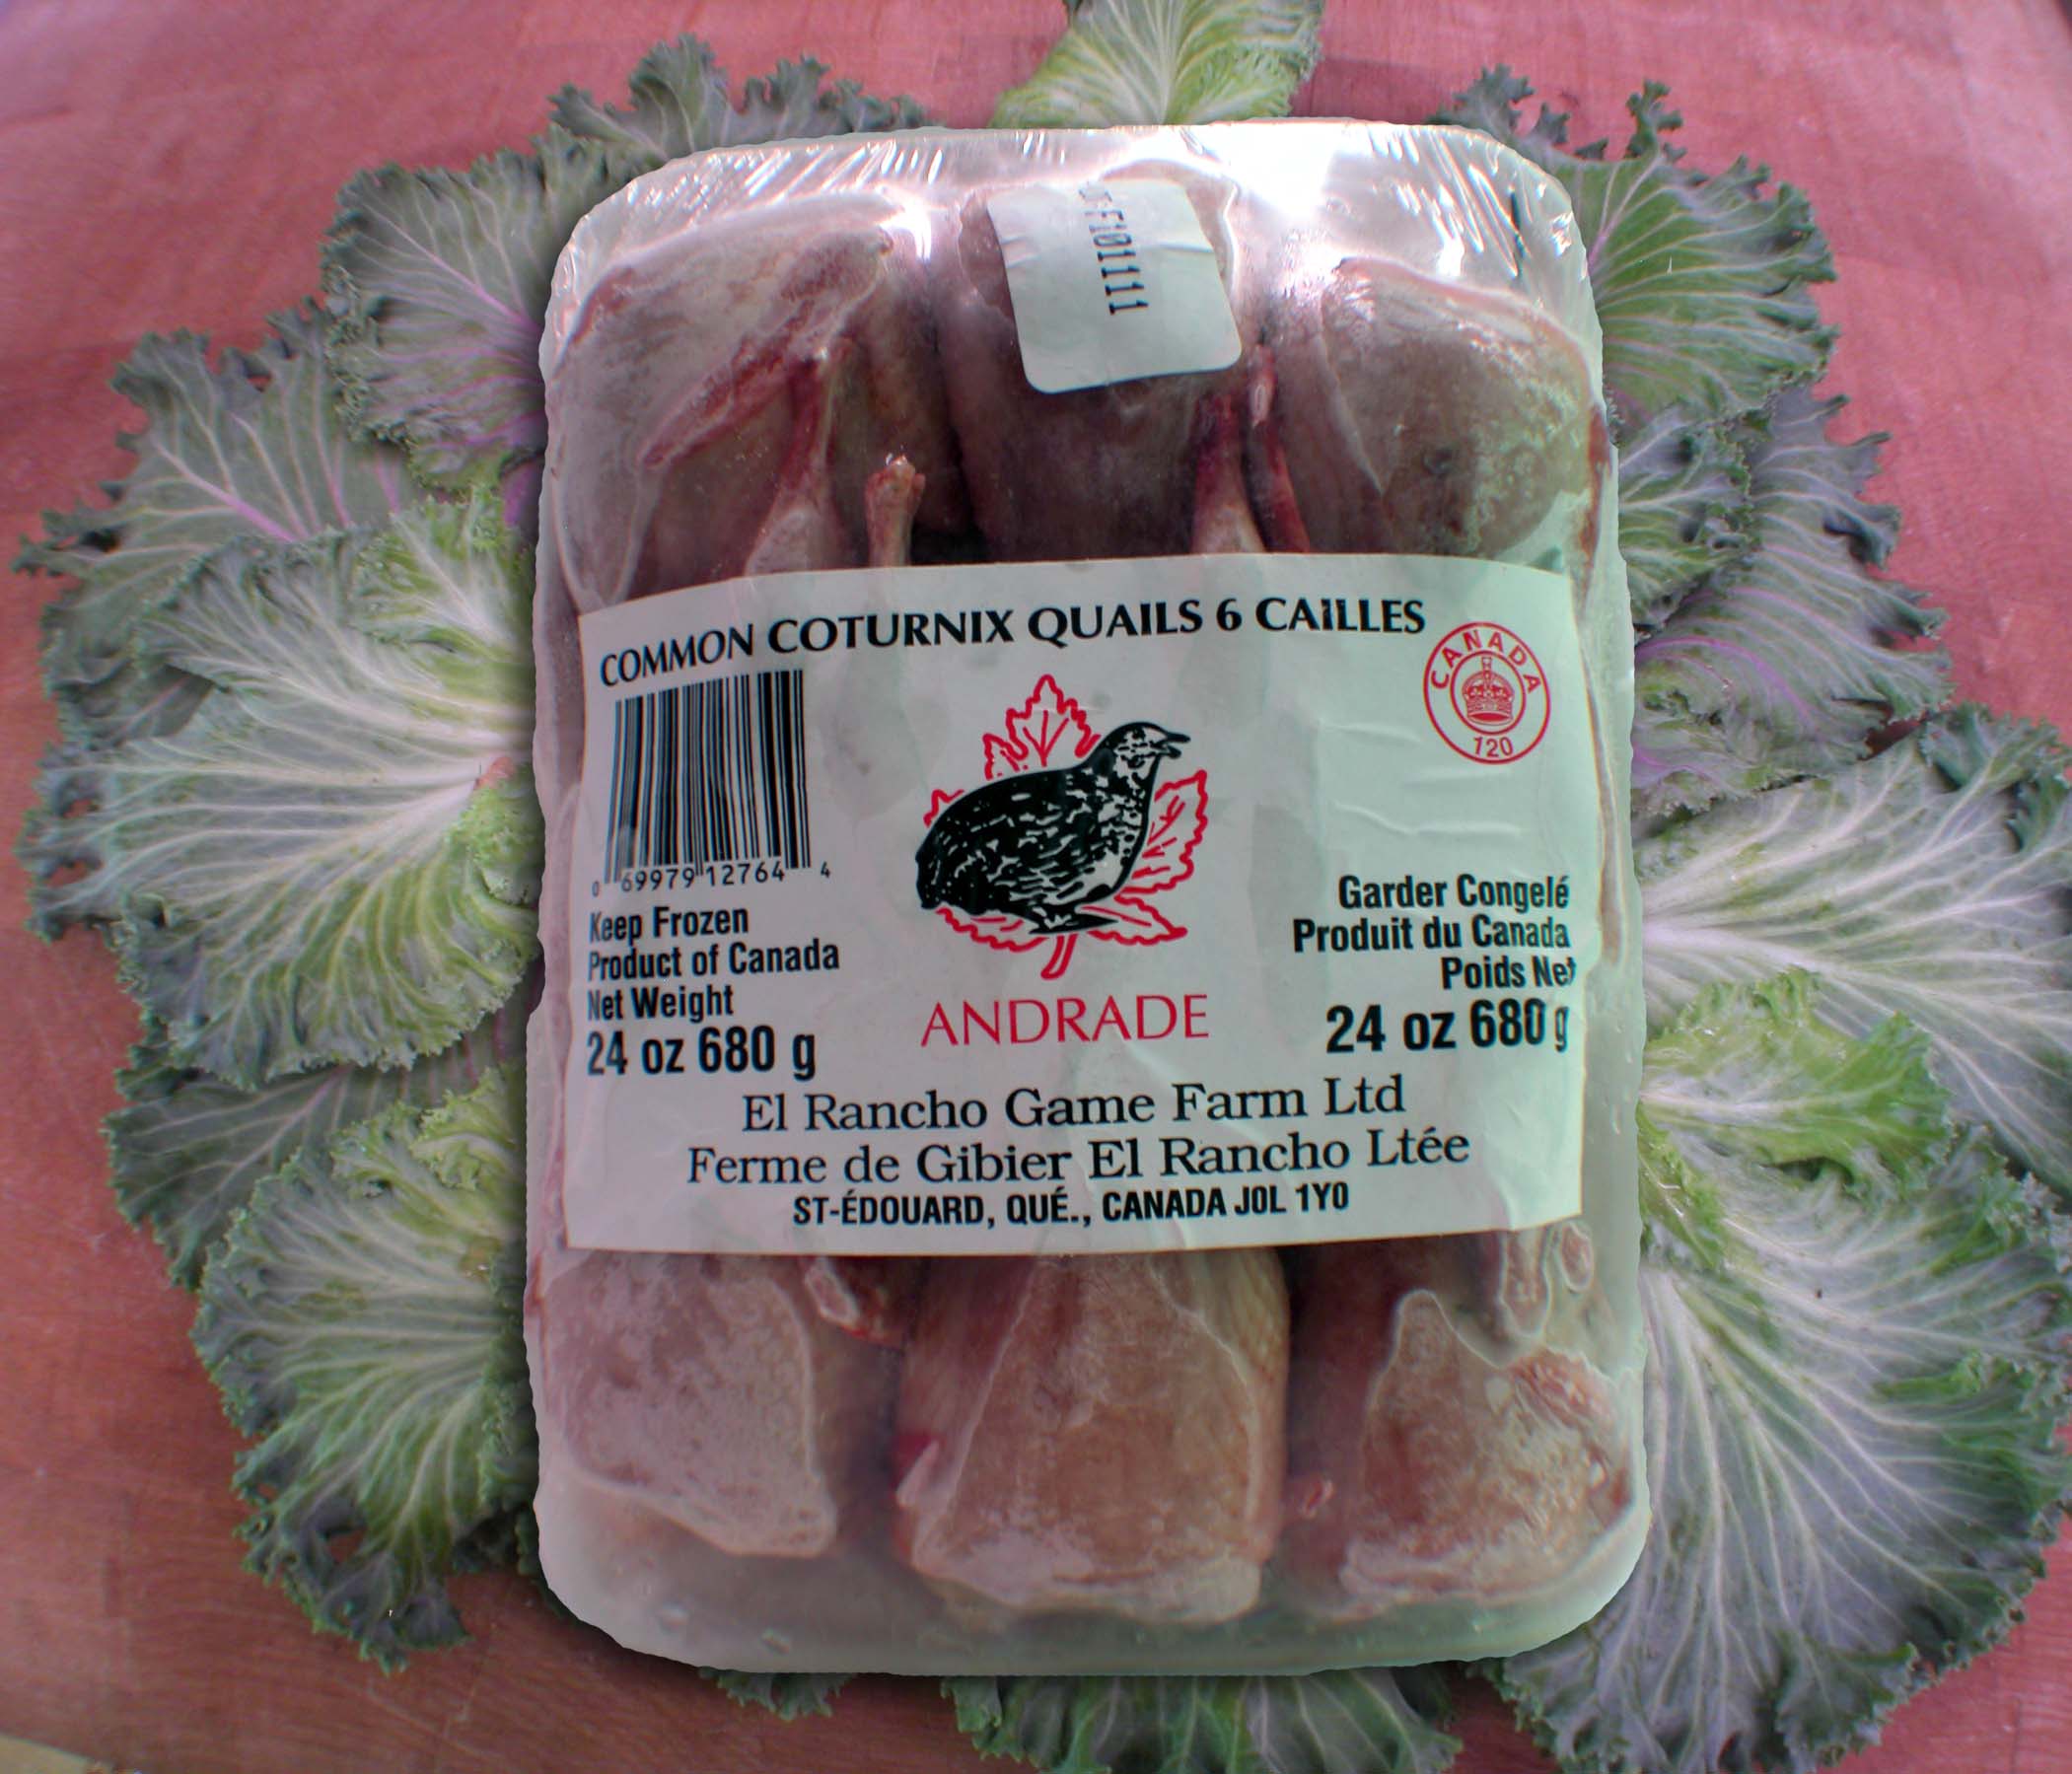 F101111
COMMON COTURNIX QUAILS 6 CAILLES
CANADA
120
0 69979 12764 4
Keep Frozen
Product of Canada
Net Weight
24 oz 680 g
Garder Congelé
Produit du Canada
Poids Net
24 oz 680 g
ANDRADE
El Rancho Game Farm Ltd
Ferme de Gibier El Rancho Ltée
ST-ÉDOUARD, QUÉ., CANADA J0L 1Y0